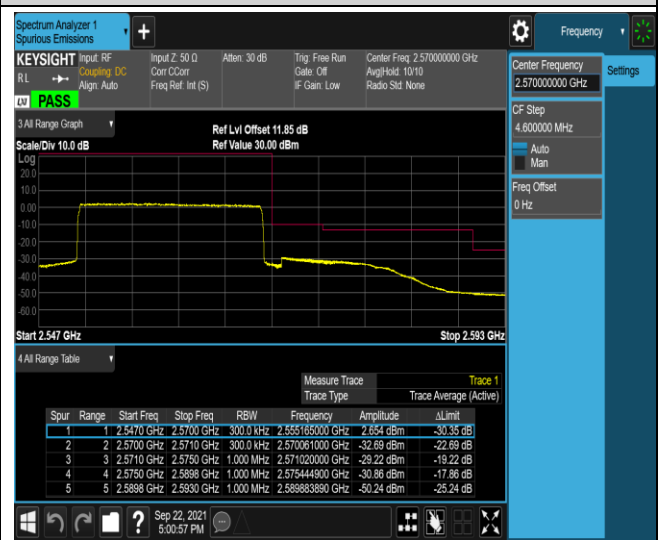 Spectrum Analyzer 1
Spurious Emissions
Frequency
KEYSIGHT Input: RF
Coupling: DC
Align: Auto
Input Z: 50 Ω
Corr CCorr
Freq Ref: Int (S)
Atten: 30 dB
Trig: Free Run
Gate: Off
IF Gain: Low
Center Freq: 2.570000000 GHz
Avg|Hold: 10/10
Radio Std: None
RL
LXI PASS
Center Frequency
2.570000000 GHz
Settings
CF Step
4.600000 MHz
Auto
Man
Freq Offset
0 Hz
3 All Range Graph
Scale/Div 10.0 dB
Ref Lvl Offset 11.85 dB
Ref Value 30.00 dBm
Log
20.0
10.0
0.00
-10.0
-20.0
-30.0
-40.0
-50.0
-60.0
Start 2.547 GHz
Stop 2.593 GHz
4 All Range Table
Measure Trace Trace 1
Trace Type Trace Average (Active)
Spur Range Start Freq Stop Freq RBW Frequency Amplitude ΔLimit
1 1 2.5470 GHz 2.5700 GHz 300.0 kHz 2.555165000 GHz 2.654 dBm -30.35 dB
2 2 2.5700 GHz 2.5710 GHz 300.0 kHz 2.570061000 GHz -32.69 dBm -22.69 dB
3 3 2.5710 GHz 2.5750 GHz 1.000 MHz 2.571020000 GHz -29.22 dBm -19.22 dB
4 4 2.5750 GHz 2.5898 GHz 1.000 MHz 2.575444900 GHz -30.86 dBm -17.86 dB
5 5 2.5898 GHz 2.5930 GHz 1.000 MHz 2.589883890 GHz -50.24 dBm -25.24 dB
Sep 22, 2021
5:00:57 PM